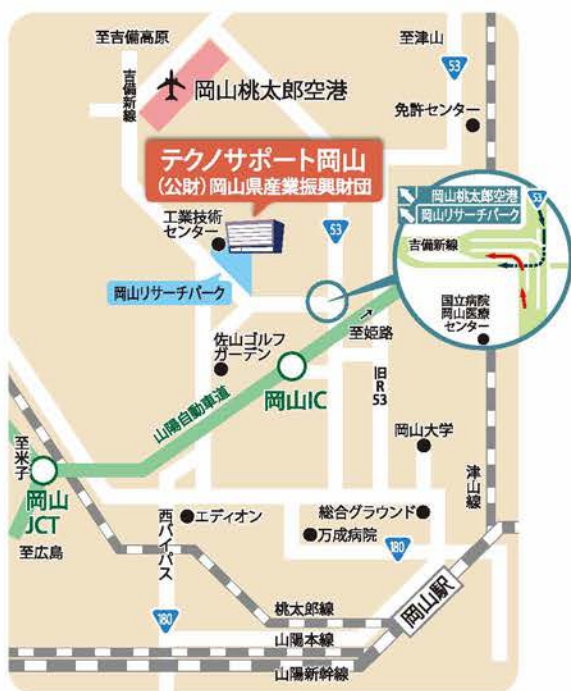 至吉備高原
至津山
53
吉備新線
岡山桃太郎空港
免許センター
テクノサポート岡山
(公財)岡山県産業振興財団
岡山桃太郎空港
岡山リサーチパーク
53
吉備新線
工業技術
センター
53
岡山リサーチパーク
国立病院
岡山医療
センター
至姫路
佐山ゴルフ
ガーデン
岡山IC
旧R53
山陽自動車道
岡山大学
至米子
岡山
JCT
津山線
至広島
西バイパス
エディオン
総合グラウンド
万成病院
180
岡山駅
180
桃太郎線
山陽本線
山陽新幹線